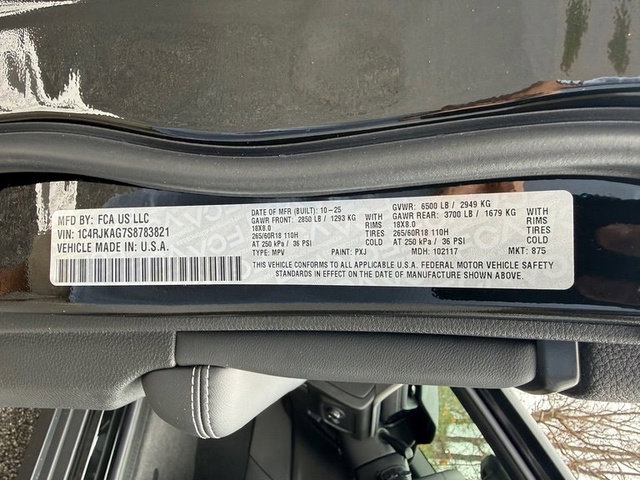 MFD BY: FCA US LLC
VIN: 1C4RJKAG7S8783821
VEHICLE MADE IN U.S.A.
DATE OF MFR (BUILT): 10-25
GAWR FRONT: 2850 LB / 1293 KG
18X8.0 RIMS
265/60R18 110H TIRES
AT 250 kPa / 36 PSI WITH
TYPE: MPV
PAINT: PXJ
GVWR: 6500 LB / 2949 KG
GAWR REAR: 3700 LB / 1679 KG
18X8.0 RIMS
265/60R18 110H TIRES
AT 250 kPa / 36 PSI WITH
MDH: 102117
MKT: 875
THIS VEHICLE CONFORMS TO ALL APPLICABLE U.S.A. FEDERAL MOTOR VEHICLE SAFETY
STANDARDS IN EFFECT ON THE DATE OF MANUFACTURE SHOWN ABOVE.